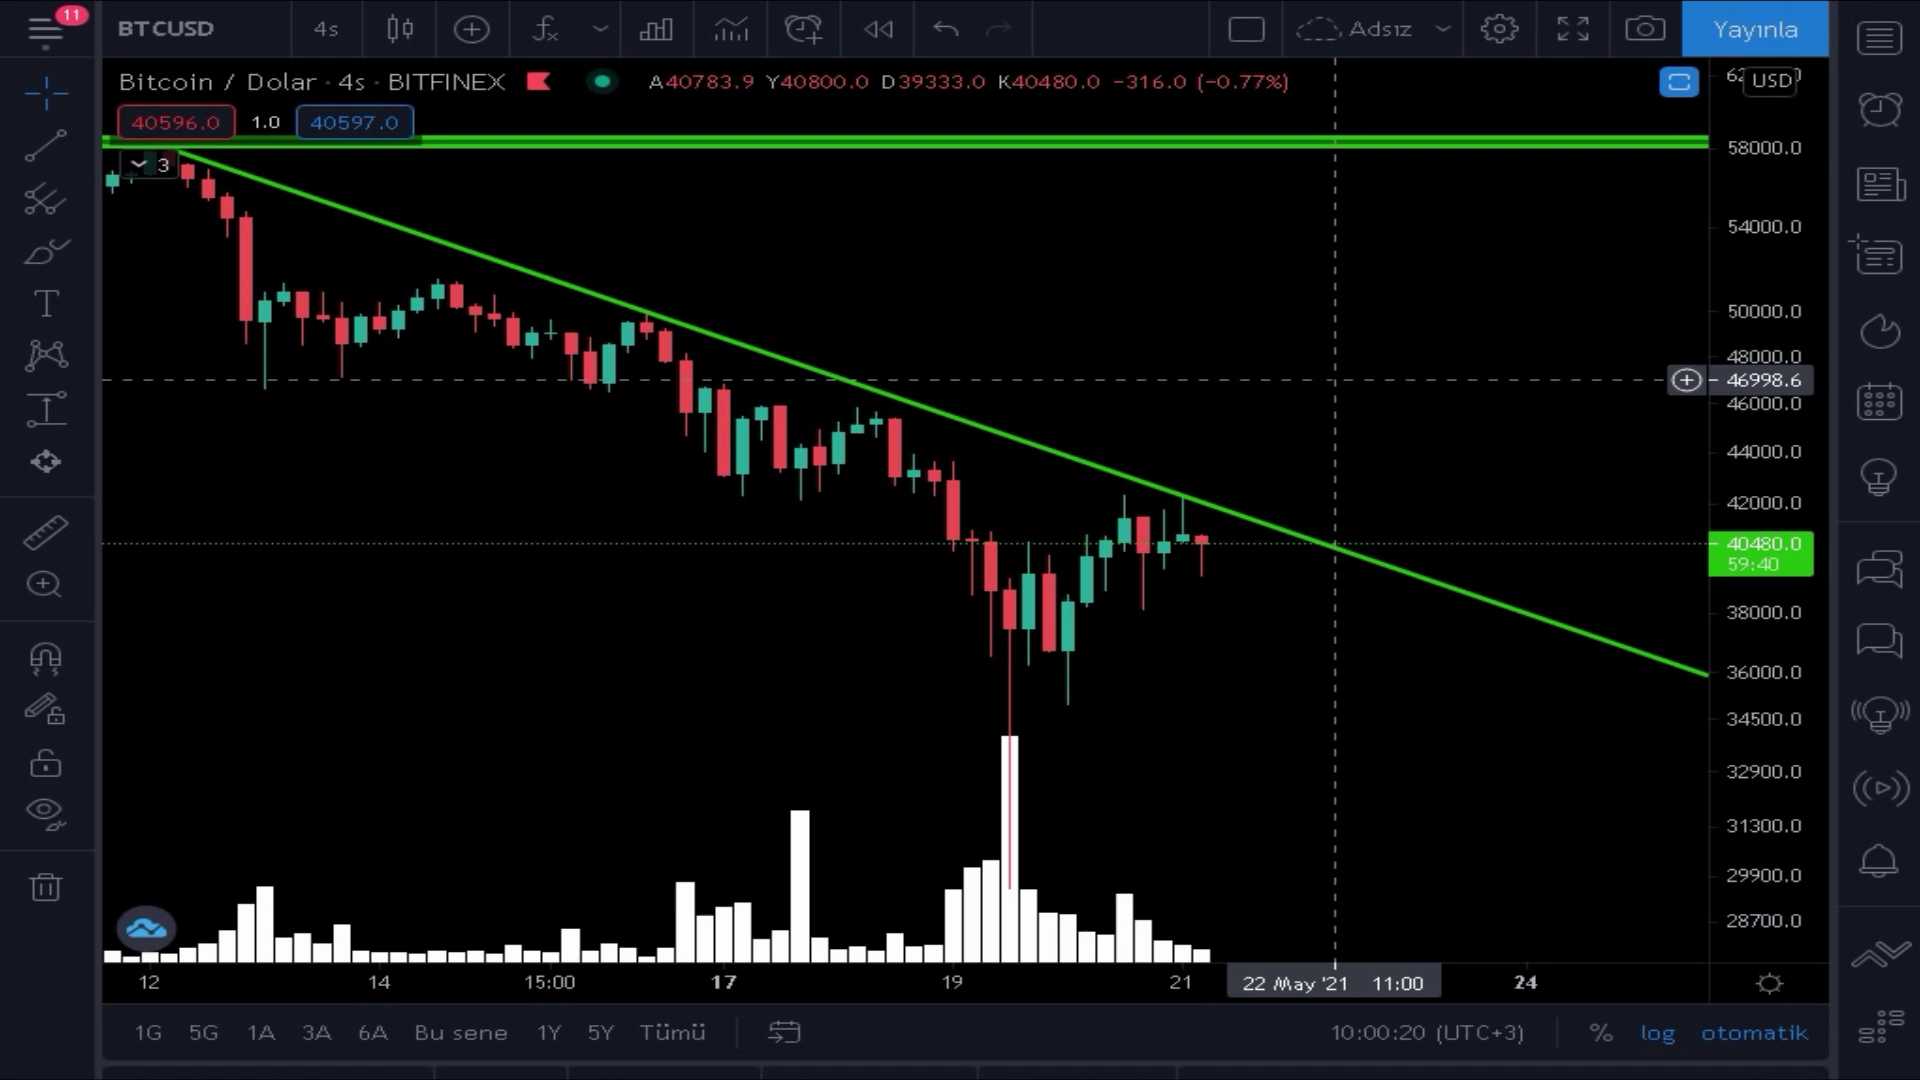 11
BTCUSD
4s
Adsız
Yayınla
Bitcoin / Dolar · 4s · BITFINEX
A40783.9 Y40800.0 D39333.0 K40480.0 −316.0 (−0.77%)
USD
40596.0 1.0 40597.0
3
58000.0
54000.0
50000.0
48000.0
46998.6
46000.0
44000.0
42000.0
40480.0
59:40
38000.0
36000.0
34500.0
32900.0
31300.0
29900.0
28700.0
12 14 15:00 17 19 21 22 May '21 11:00 24
1G 5G 1A 3A 6A Bu sene 1Y 5Y Tümü
10:00:20 (UTC+3) % log otomatik